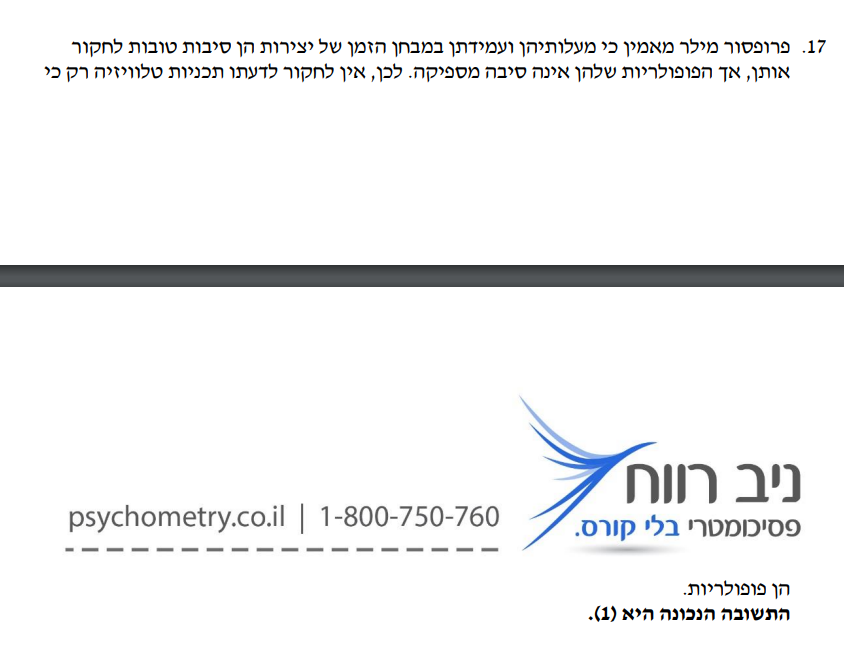 17. פרופסור מילר מאמין כי מעלותיהן ועמידתן במבחן הזמן של יצירות הן סיבות טובות לחקור
אותן, אך הפופולריות שלהן אינה סיבה מספיקה. לכן, אין לחקור לדעתו תכניות טלוויזיה רק כי
ניב רווח
פסיכומטרי בלי קורס.
psychometry.co.il | 1-800-750-760
הן פופולריות.
התשובה הנכונה היא (1).